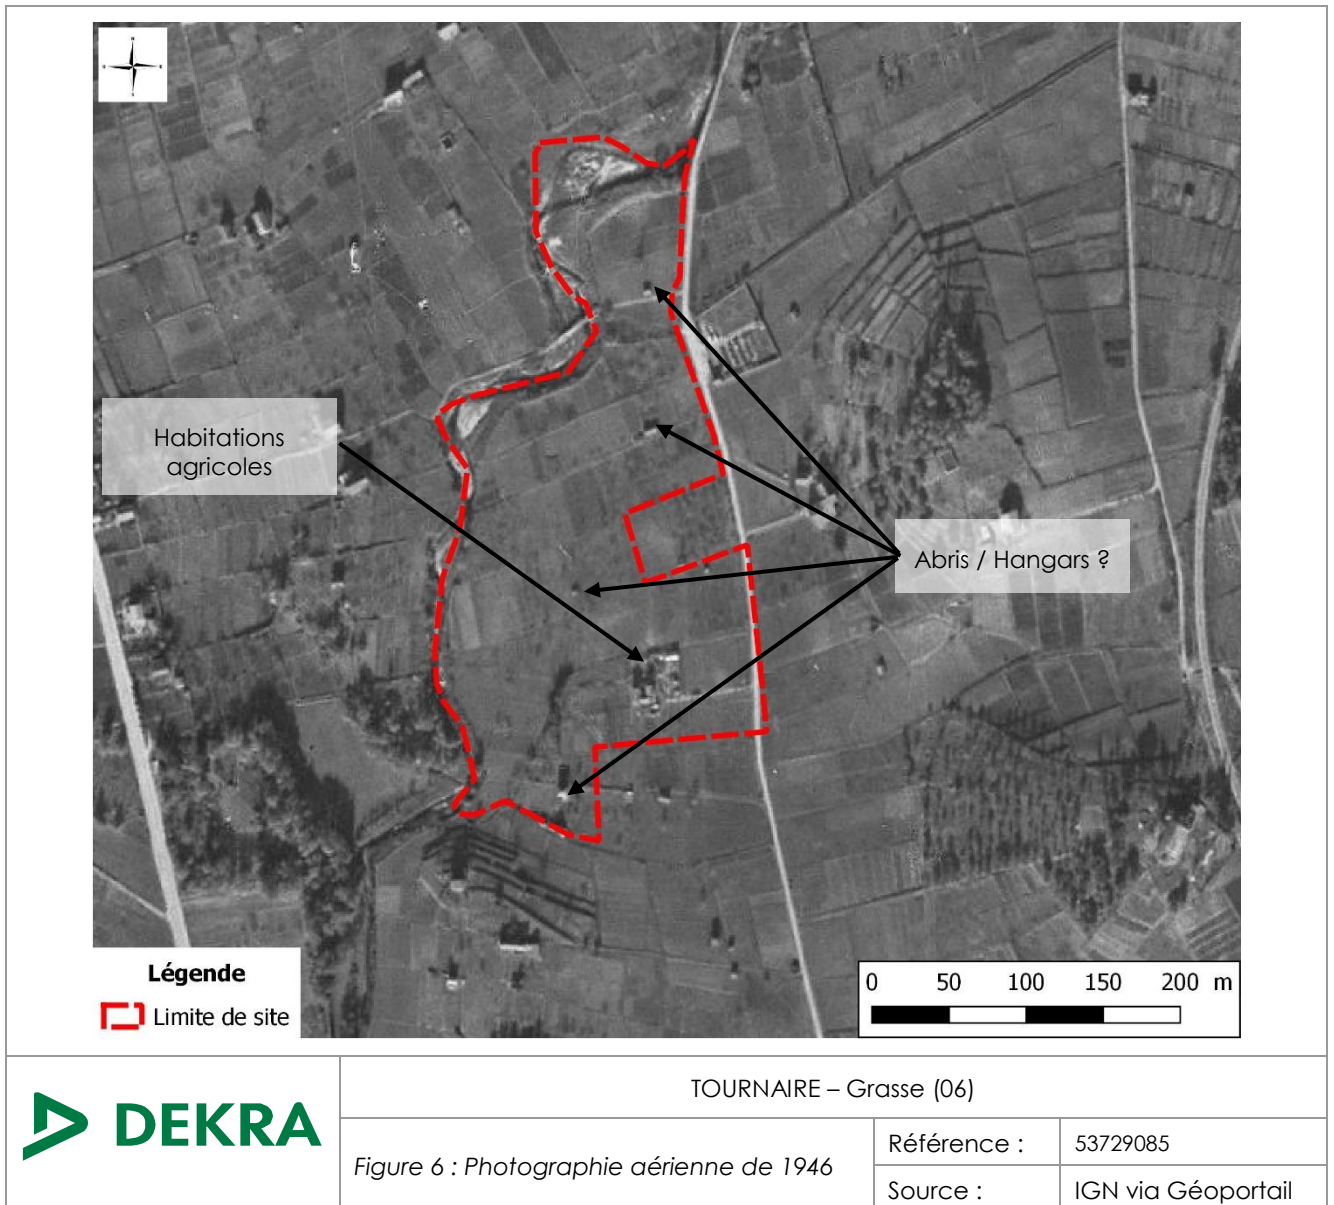 Habitations
agricoles
Abris / Hangars ?
Légende
Limite de site
0 50 100 150 200 m
DEKRA
TOURNAIRE – Grasse (06)
Figure 6 : Photographie aérienne de 1946
Référence : 53729085
Source : IGN via Géoportail